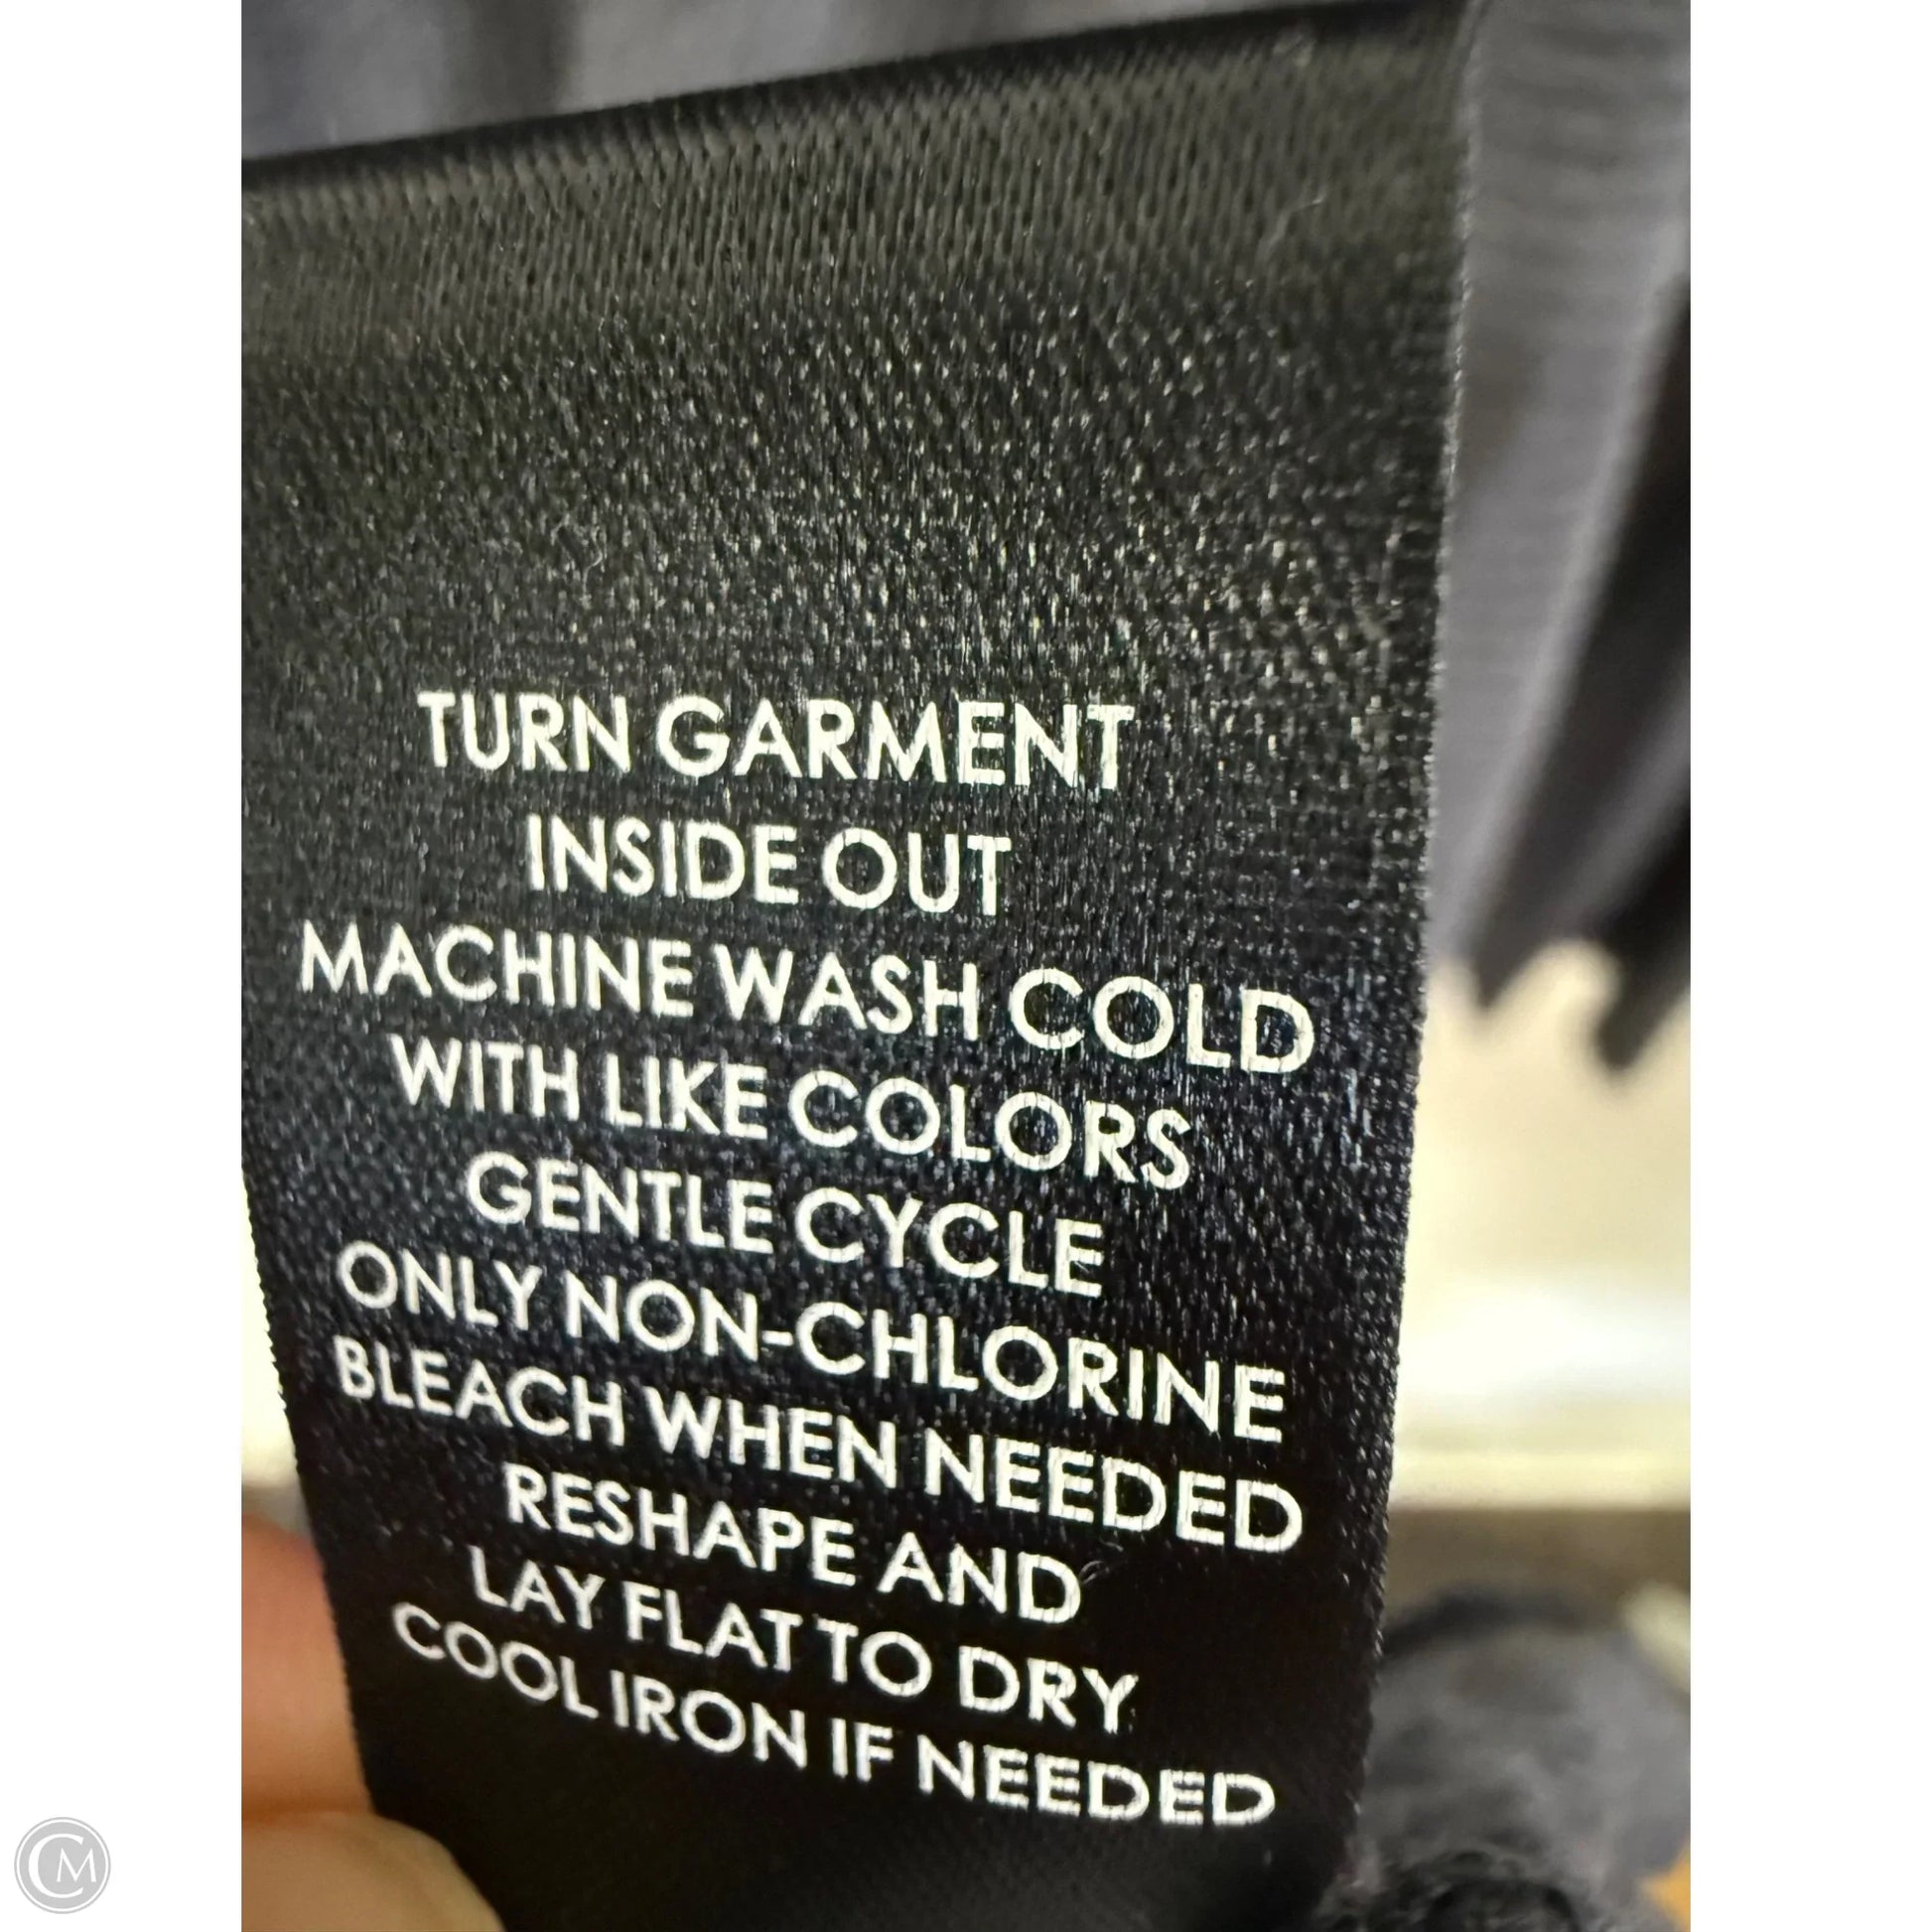 TURN GARMENT
INSIDE OUT
MACHINE WASH COLD
WITH LIKE COLORS
GENTLE CYCLE
ONLY NON-CHLORINE
BLEACH WHEN NEEDED
RESHAPE AND
LAY FLAT TO DRY
COOL IRON IF NEEDED
CM